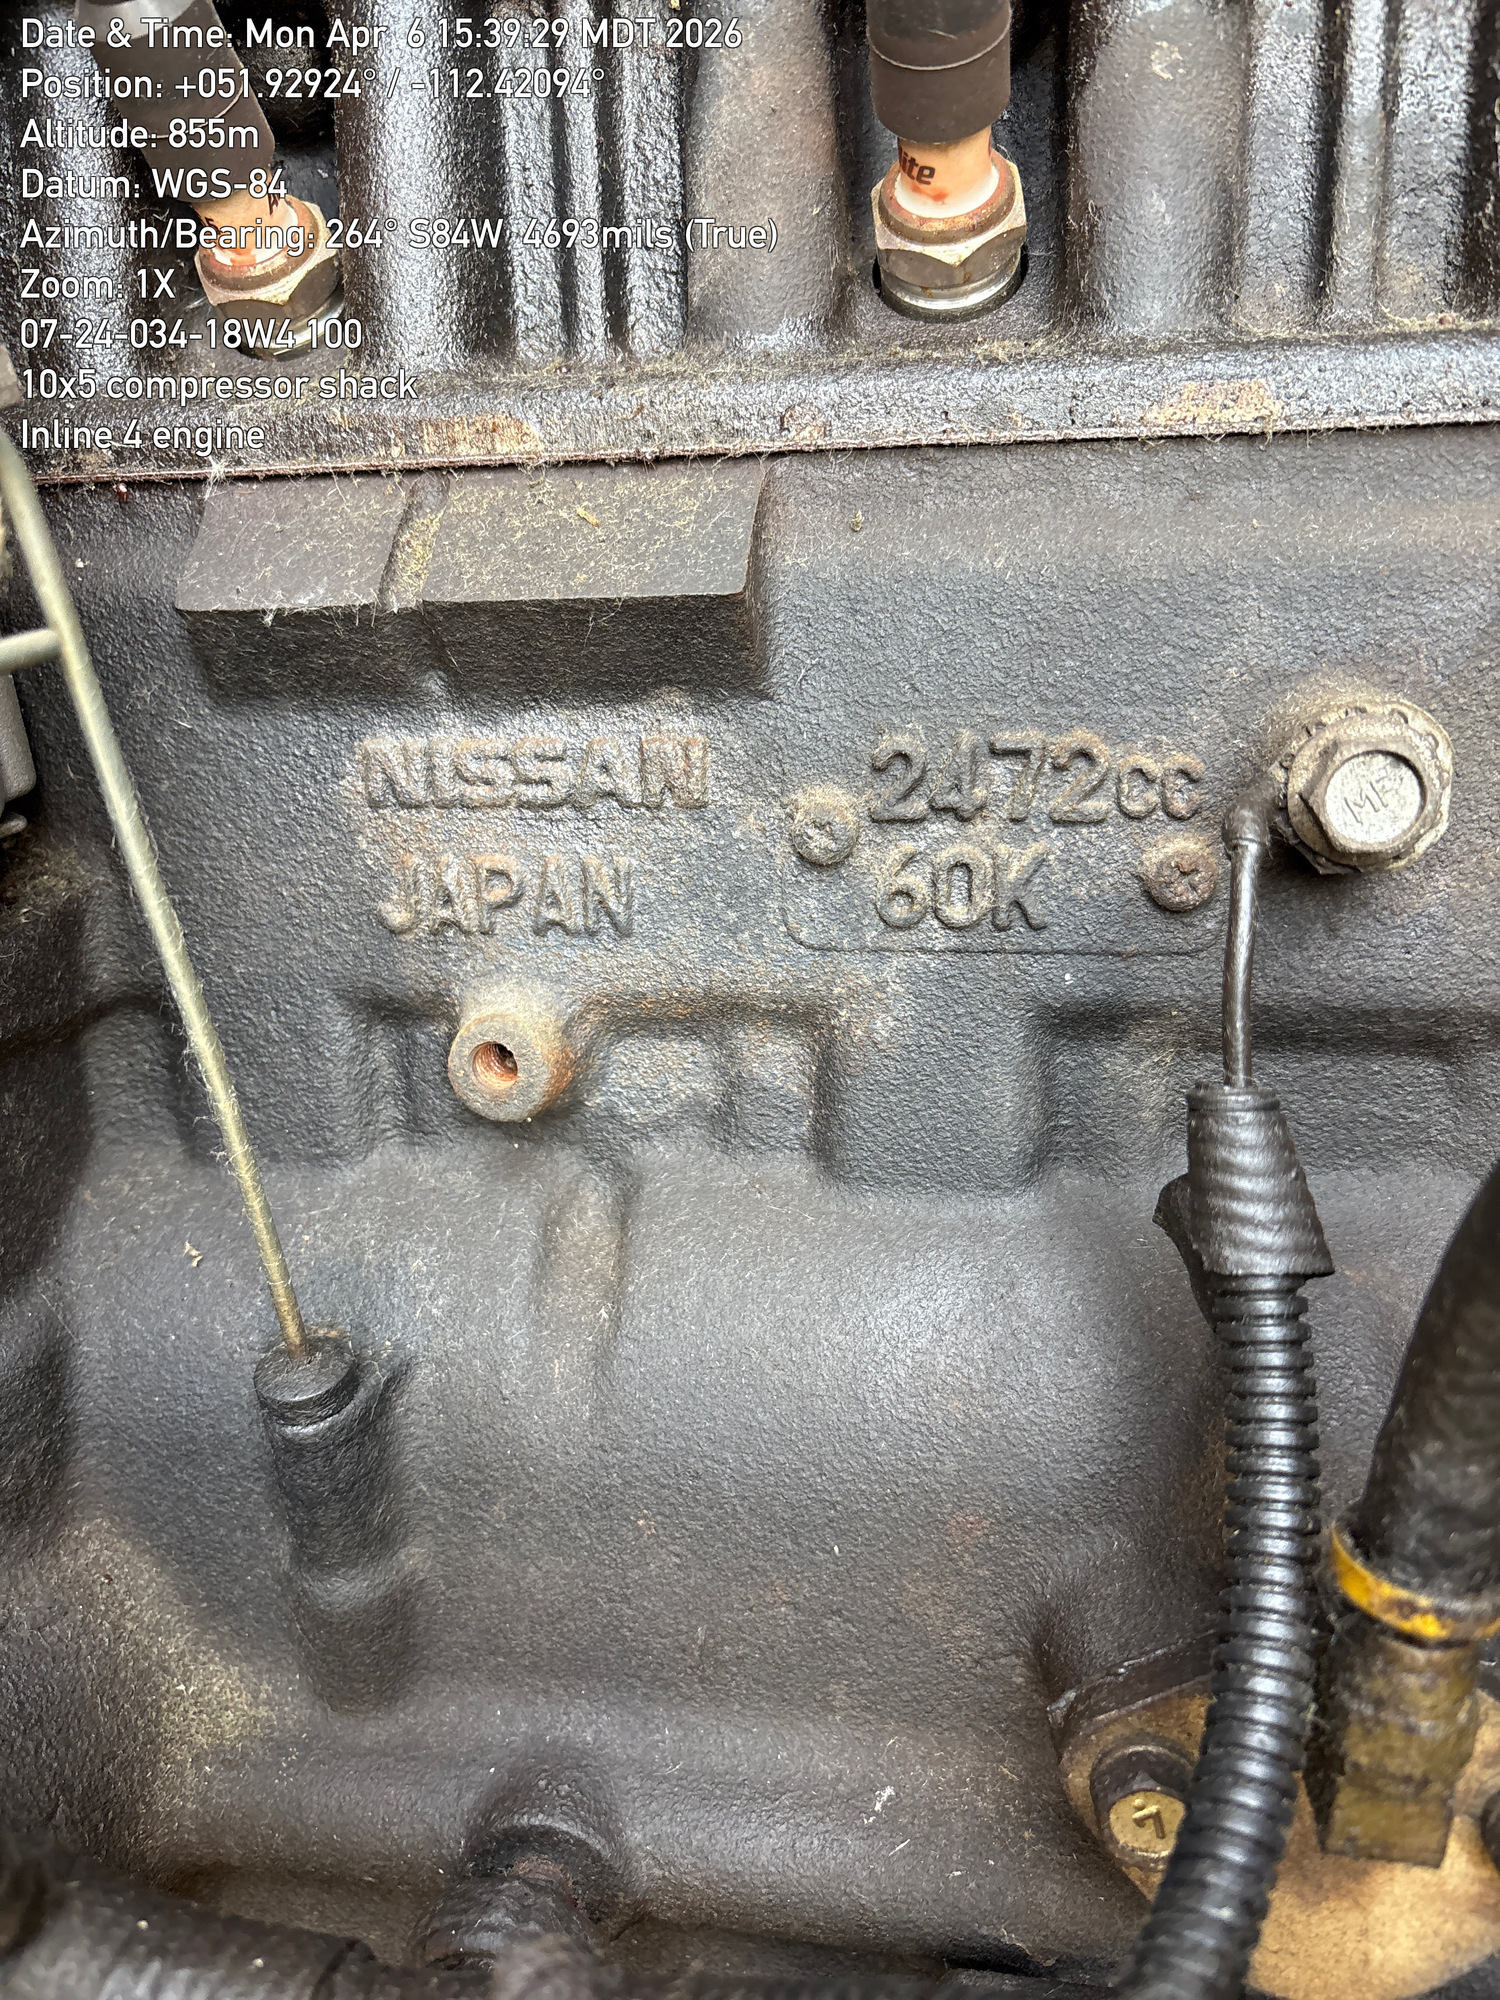 Date & Time: Mon Apr 6 15:39:29 MDT 2026
Position: +051.92924° / -112.42094°
Altitude: 855m
Datum: WGS-84
Azimuth/Bearing: 264° S84W 4693mils (True)
Zoom: 1X
07-24-034-18W4 100
10x5 compressor shack
Inline 4 engine
NISSAN
JAPAN
2472cc
60K
7